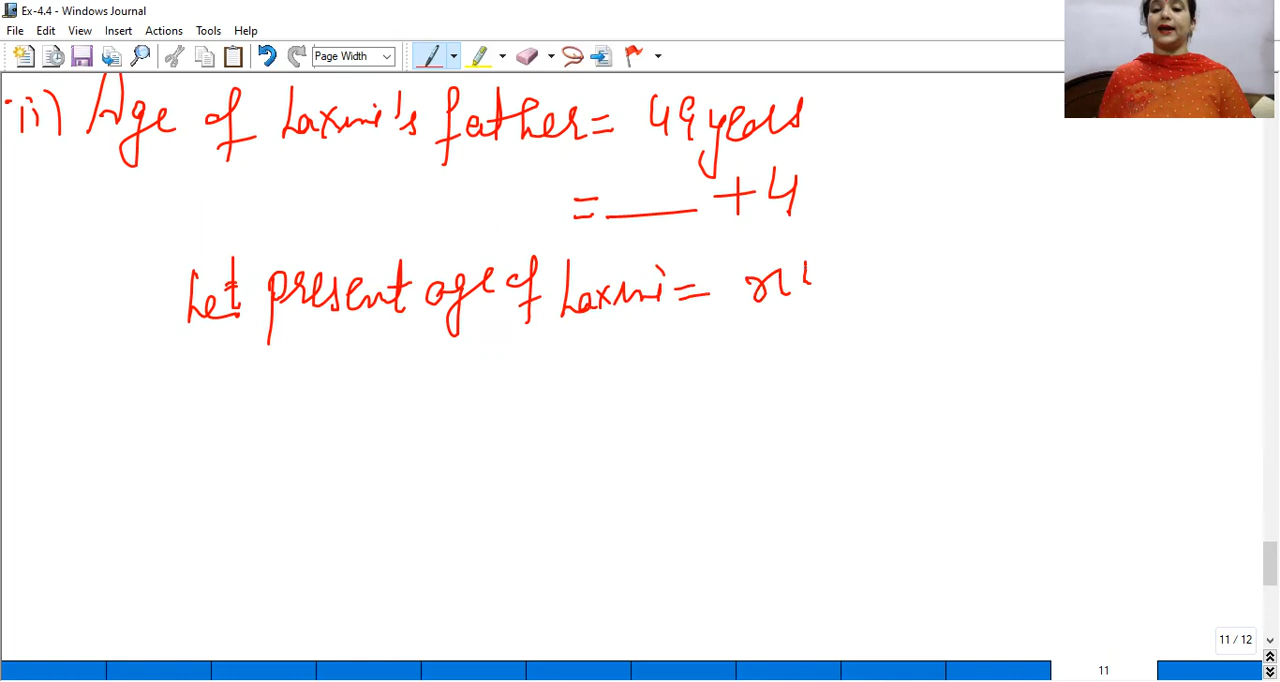 Ex-4.4 - Windows Journal
File Edit View Insert Actions Tools Help
Page Width
ii) Age of Laxmi's father = 49 years
= ___ + 4
Let present age of Laxmi = x
11 / 12
11